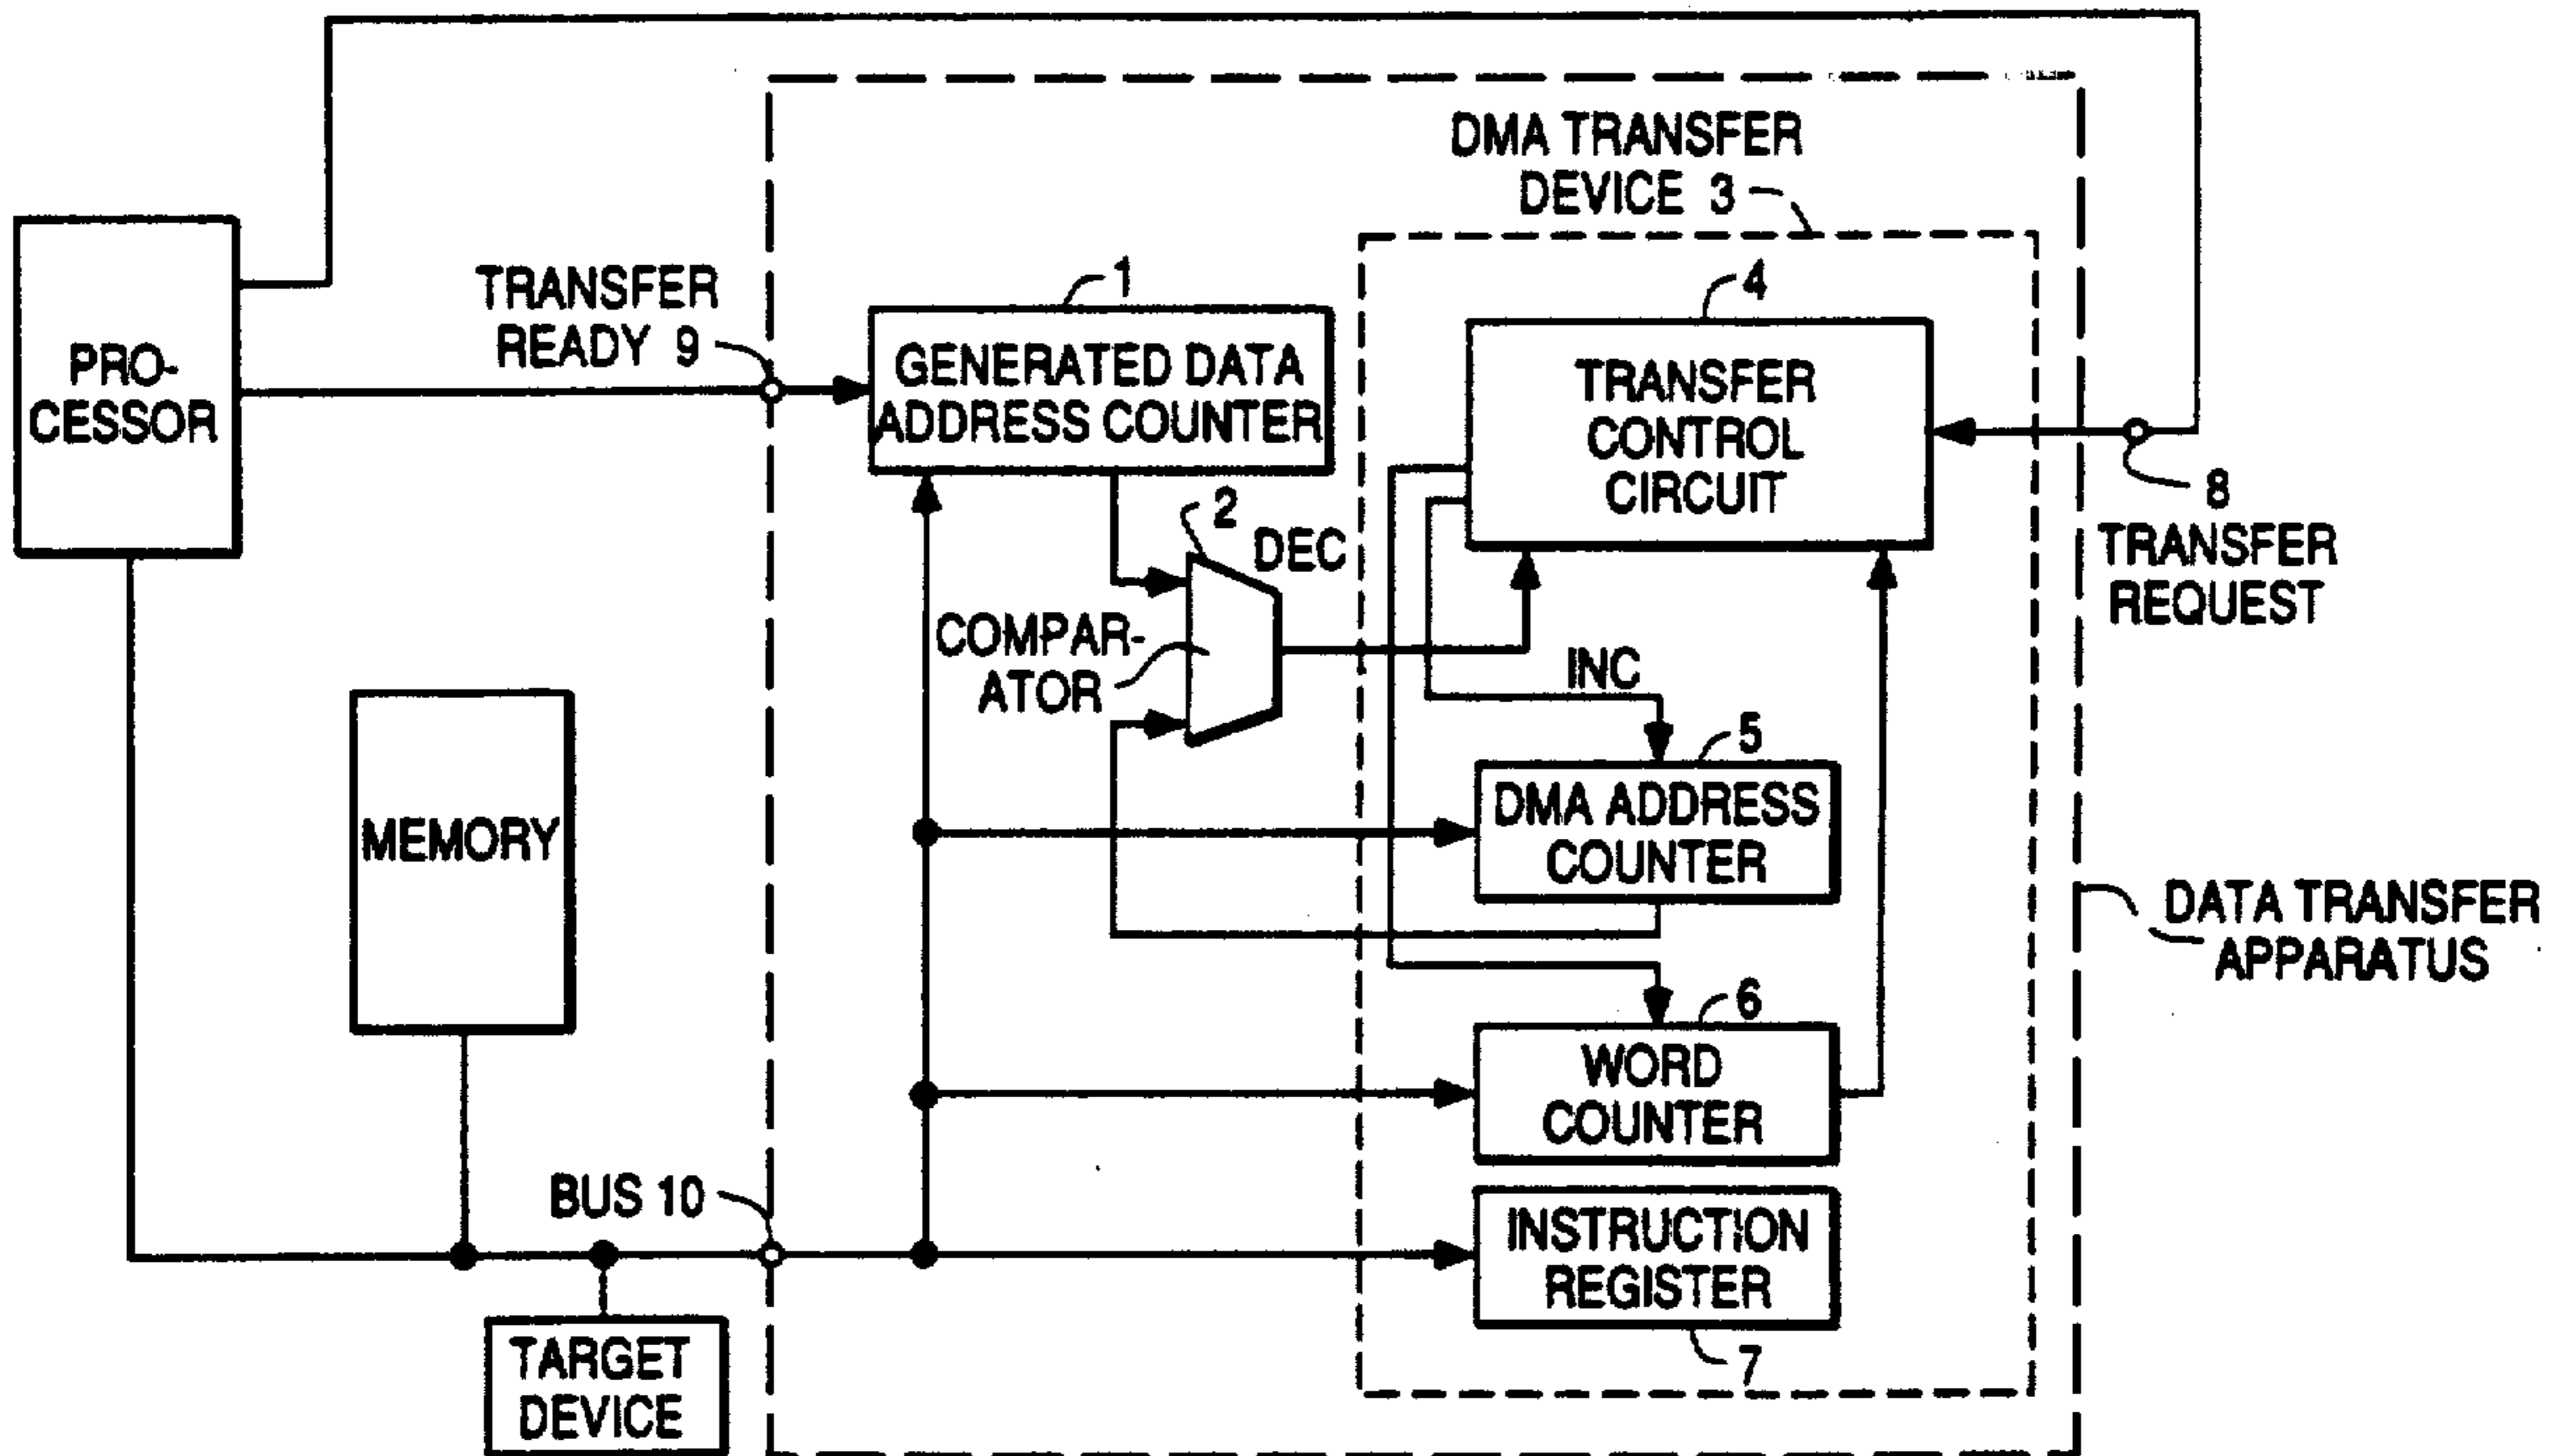 DMA TRANSFER
DEVICE 3
1
4
TRANSFER
READY 9
PRO-
CESSOR
GENERATED DATA
ADDRESS COUNTER
TRANSFER
CONTROL
CIRCUIT
8
TRANSFER
REQUEST
2
DEC
COMPAR-
ATOR
INC
5
MEMORY
DMA ADDRESS
COUNTER
DATA TRANSFER
APPARATUS
6
WORD
COUNTER
BUS 10
INSTRUCTION
REGISTER
7
TARGET
DEVICE